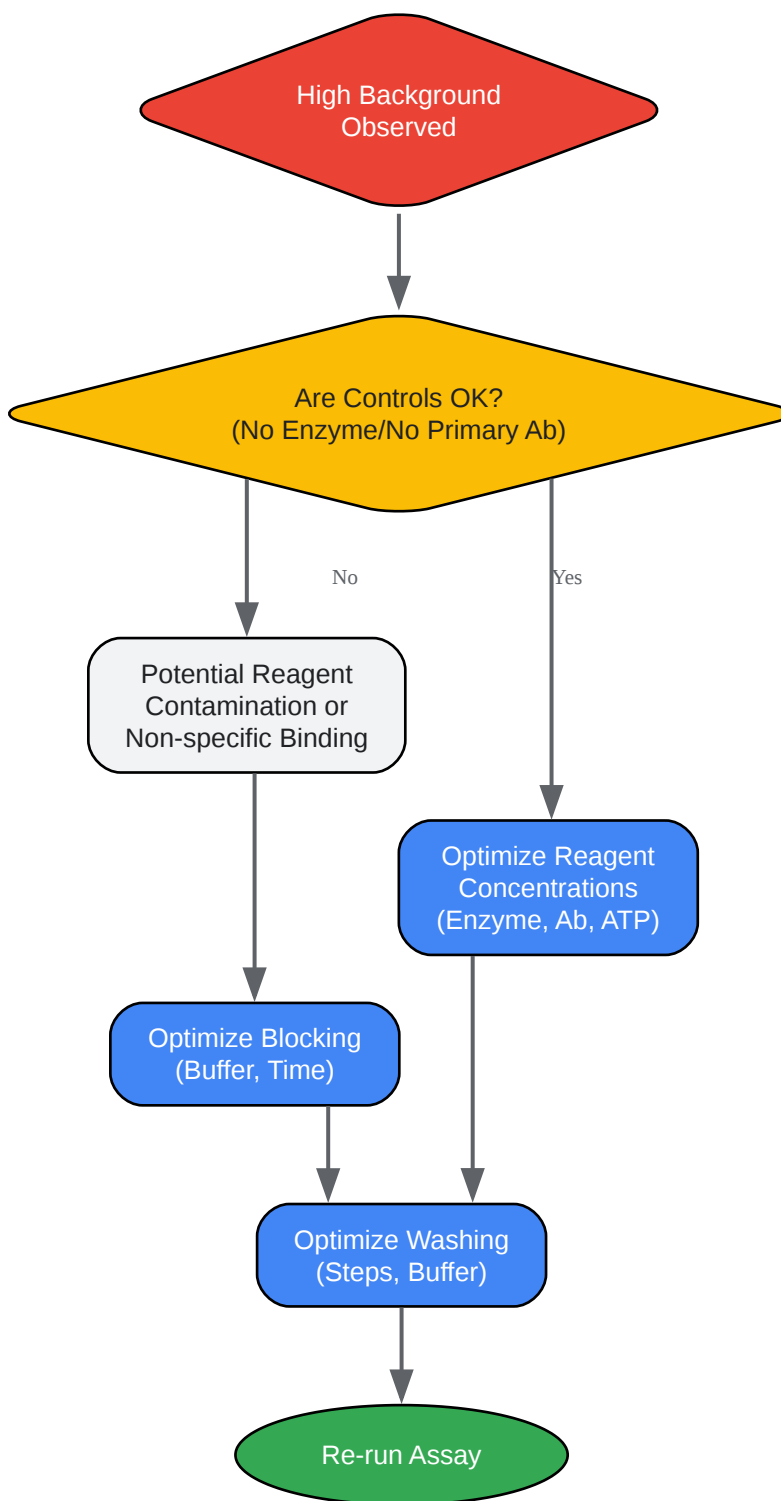 High Background
Observed
Are Controls OK?
(No Enzyme/No Primary Ab)
No
Yes
Potential Reagent
Contamination or
Non-specific Binding
Optimize Reagent
Concentrations
(Enzyme, Ab, ATP)
Optimize Blocking
(Buffer, Time)
Optimize Washing
(Steps, Buffer)
Re-run Assay